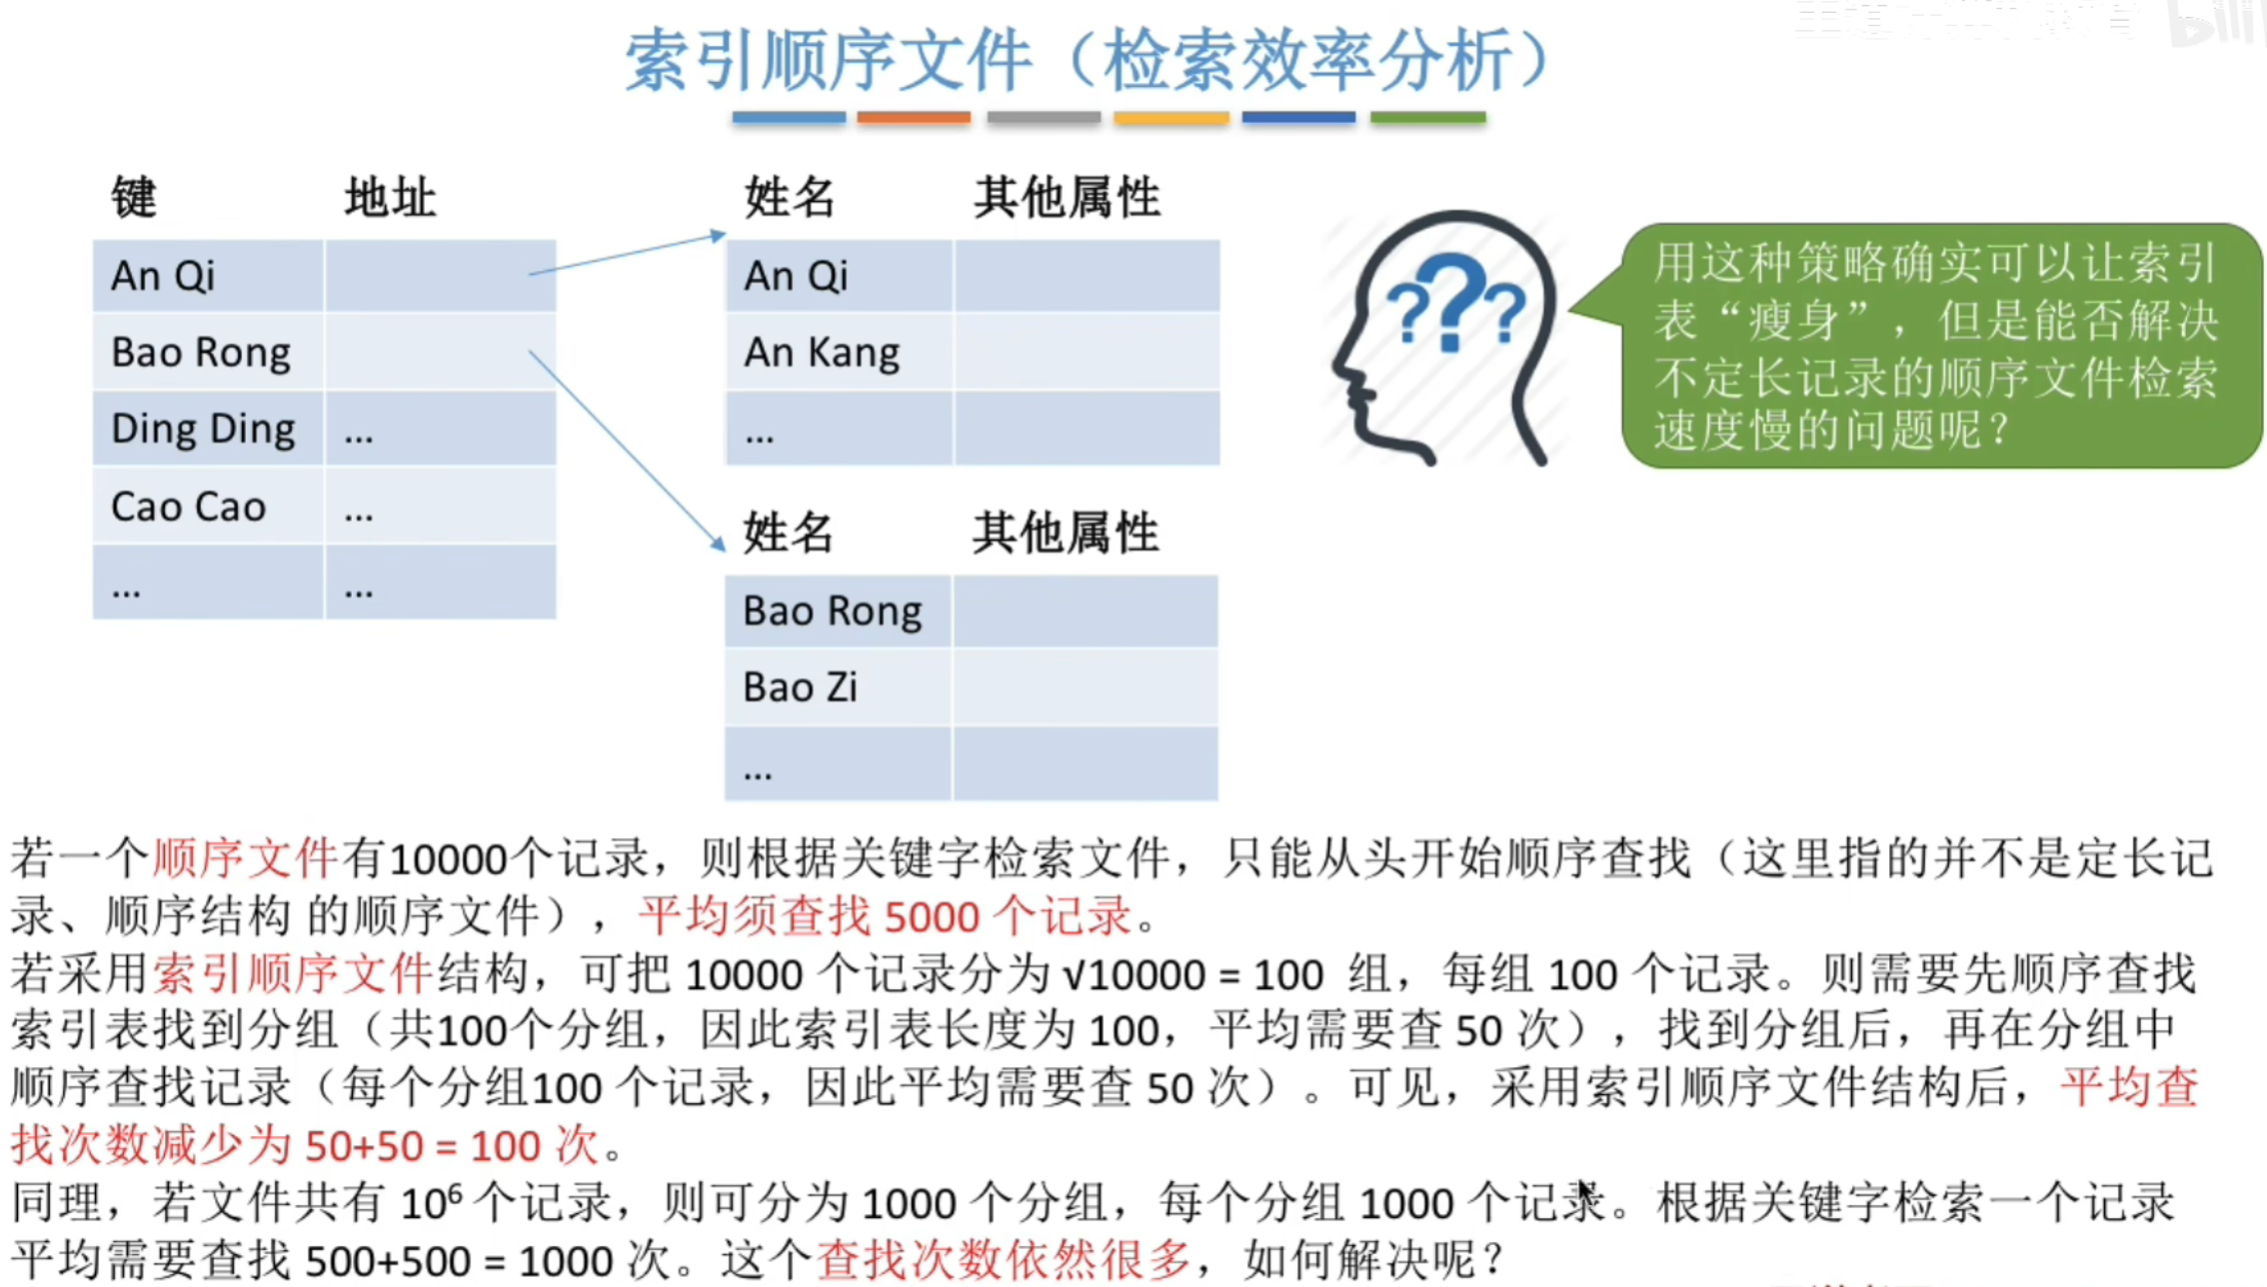 索引顺序文件（检索效率分析）
键 地址
An Qi
Bao Rong
Ding Ding ...
Cao Cao ...
... ...
姓名 其他属性
An Qi
An Kang
...
姓名 其他属性
Bao Rong
Bao Zi
...
???
用这种策略确实可以让索引
表“瘦身”，但是能否解决
不定长记录的顺序文件检索
速度慢的问题呢？
若一个顺序文件有10000个记录，则根据关键字检索文件，只能从头开始顺序查找（这里指的并不是定长记
录、顺序结构 的顺序文件），平均须查找 5000 个记录。
若采用索引顺序文件结构，可把 10000 个记录分为 √10000 = 100 组，每组 100 个记录。则需要先顺序查找
索引表找到分组（共100个分组，因此索引表长度为 100，平均需要查 50 次），找到分组后，再在分组中
顺序查找记录（每个分组100 个记录，因此平均需要查 50 次）。可见，采用索引顺序文件结构后，平均查
找次数减少为 50+50 = 100 次。
同理，若文件共有 10⁶ 个记录，则可分为 1000 个分组，每个分组 1000 个记录。根据关键字检索一个记录
平均需要查找 500+500 = 1000 次。这个查找次数依然很多，如何解决呢？